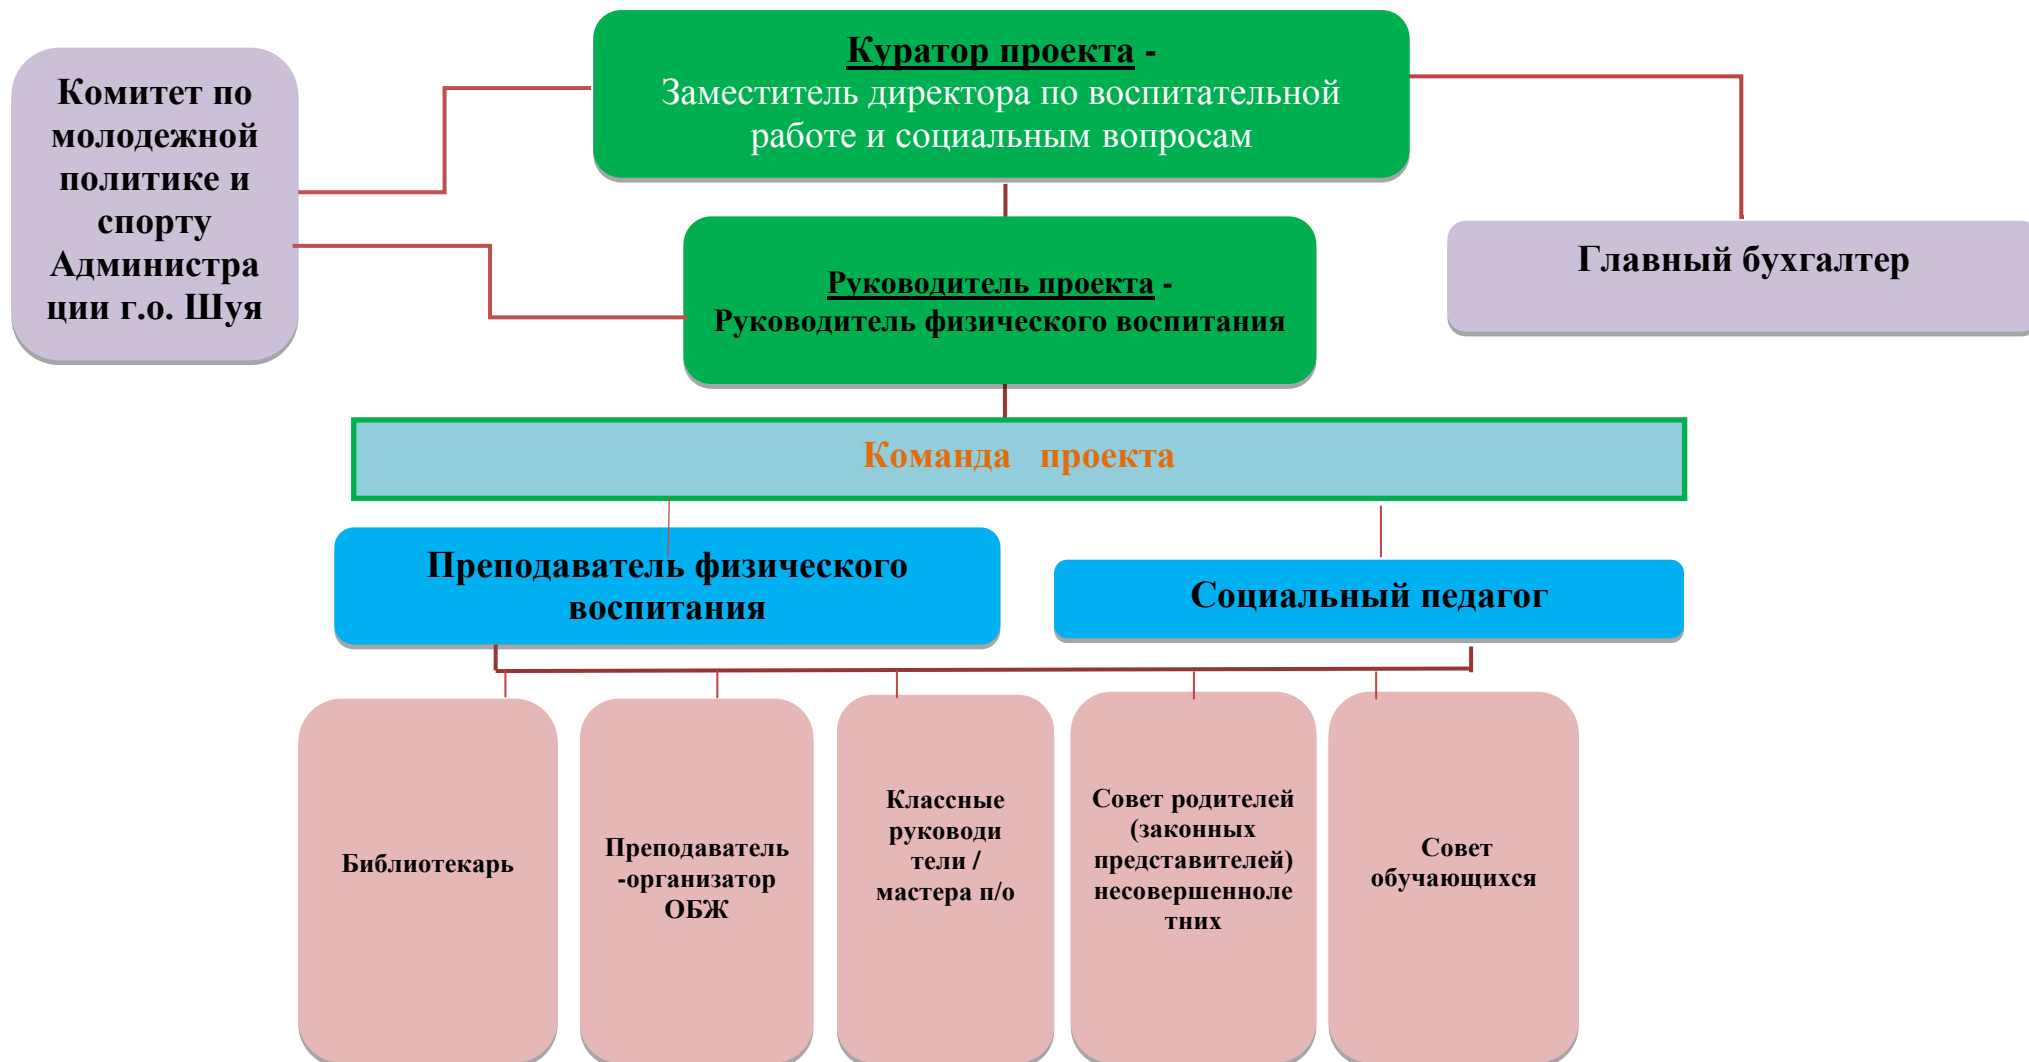 Комитет по
молодежной
политике и
спорту
Администра
ции г.о. Шуя
Куратор проекта -
Заместитель директора по воспитательной
работе и социальным вопросам
Главный бухгалтер
Руководитель проекта -
Руководитель физического воспитания
Команда проекта
Преподаватель физического
воспитания
Социальный педагог
Библиотекарь
Преподаватель
-организатор
ОБЖ
Классные
руководи
тели /
мастера п/о
Совет родителей
(законных
представителей)
несовершенноле
тних
Совет
обучающихся